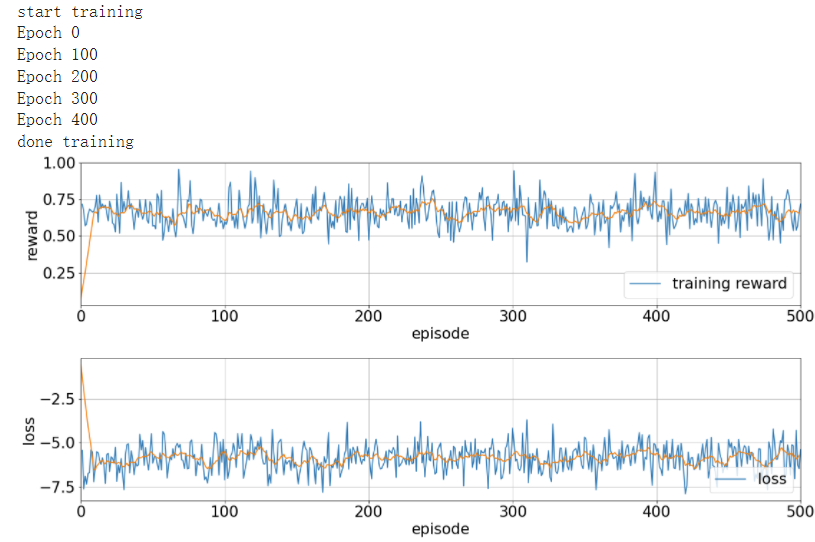 start training
Epoch 0
Epoch 100
Epoch 200
Epoch 300
Epoch 400
done training
1.00
0.75
0.50
0.25
reward
training reward
0 100 200 300 400 500
episode
−2.5
−5.0
−7.5
loss
loss
0 100 200 300 400 500
episode